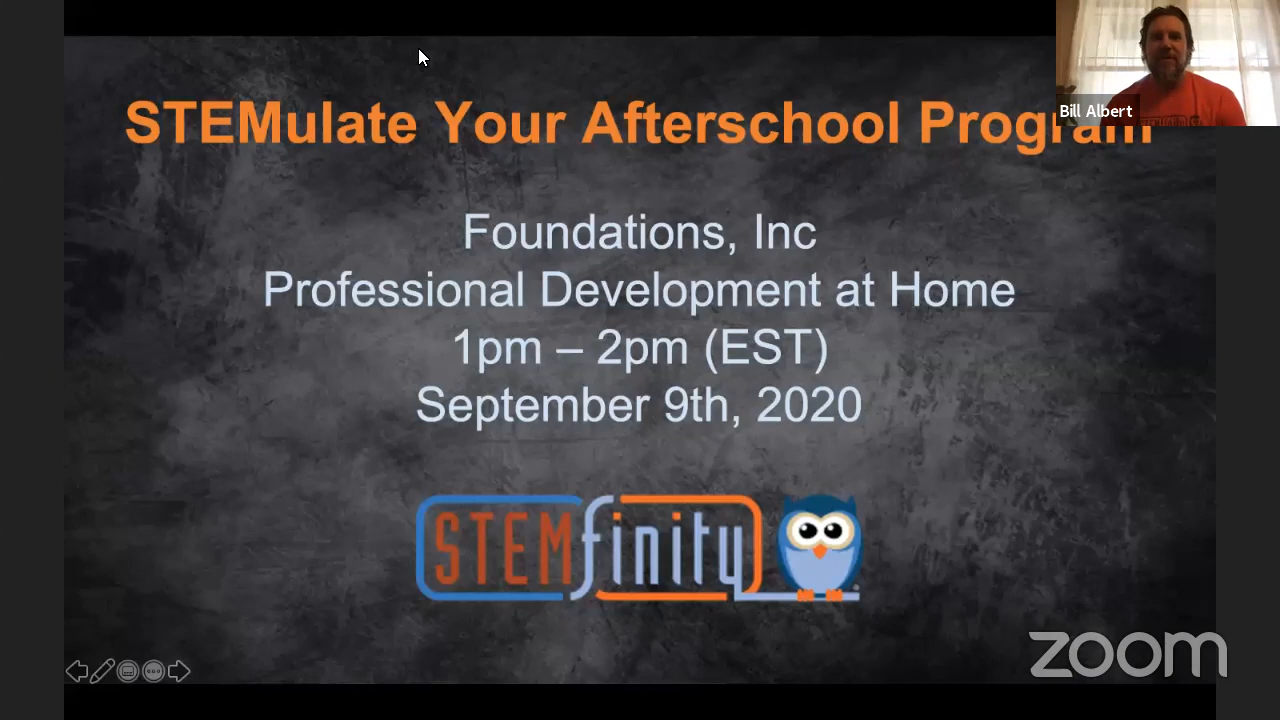 STEMulate Your Afterschool Program
Bill Albert
Foundations, Inc
Professional Development at Home
1pm – 2pm (EST)
September 9th, 2020
STEMfinity
zoom